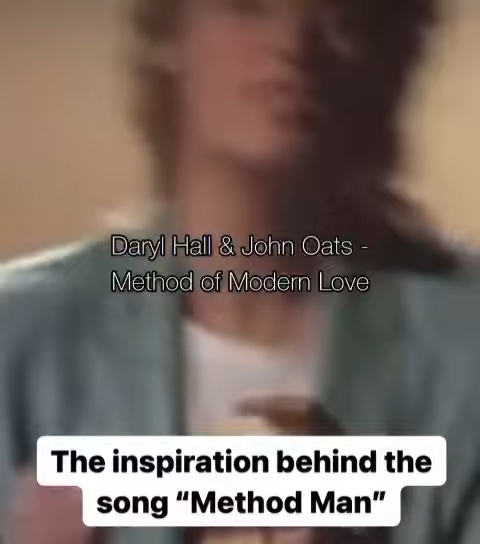 Daryl Hall & John Oats -
Method of Modern Love
The inspiration behind the
song “Method Man”